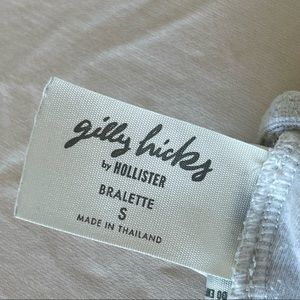 gilly hicks
by HOLLISTER
BRALETTE
S
MADE IN THAILAND